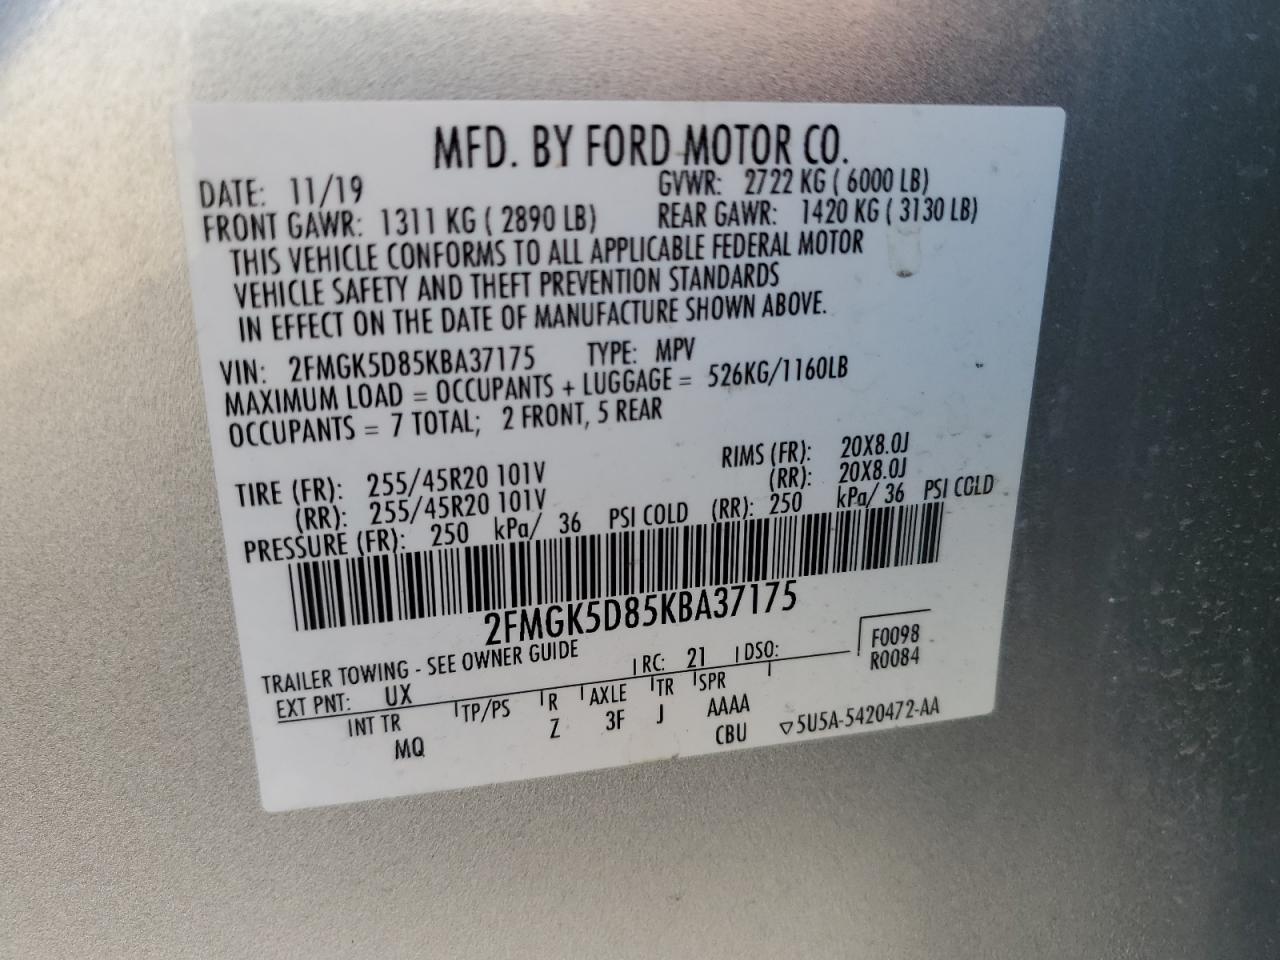 MFD. BY FORD MOTOR CO.
DATE: 11/19 GVWR: 2722 KG ( 6000 LB)
FRONT GAWR: 1311 KG ( 2890 LB) REAR GAWR: 1420 KG ( 3130 LB)
THIS VEHICLE CONFORMS TO ALL APPLICABLE FEDERAL MOTOR
VEHICLE SAFETY AND THEFT PREVENTION STANDARDS
IN EFFECT ON THE DATE OF MANUFACTURE SHOWN ABOVE.
VIN: 2FMGK5D85KBA37175 TYPE: MPV
MAXIMUM LOAD = OCCUPANTS + LUGGAGE = 526KG/1160LB
OCCUPANTS = 7 TOTAL; 2 FRONT, 5 REAR
TIRE (FR): 255/45R20 101V RIMS (FR): 20X8.0J
(RR): 255/45R20 101V (RR): 20X8.0J
PRESSURE (FR): 250 kPa/ 36 PSI COLD (RR): 250 kPa/ 36 PSI COLD
2FMGK5D85KBA37175
TRAILER TOWING - SEE OWNER GUIDE
EXT PNT: UX RC: 21 DSO: F0098
R0084
INT TR TP/PS R AXLE TR SPR
MQ Z 3F J AAAA
CBU ▽5U5A-5420472-AA